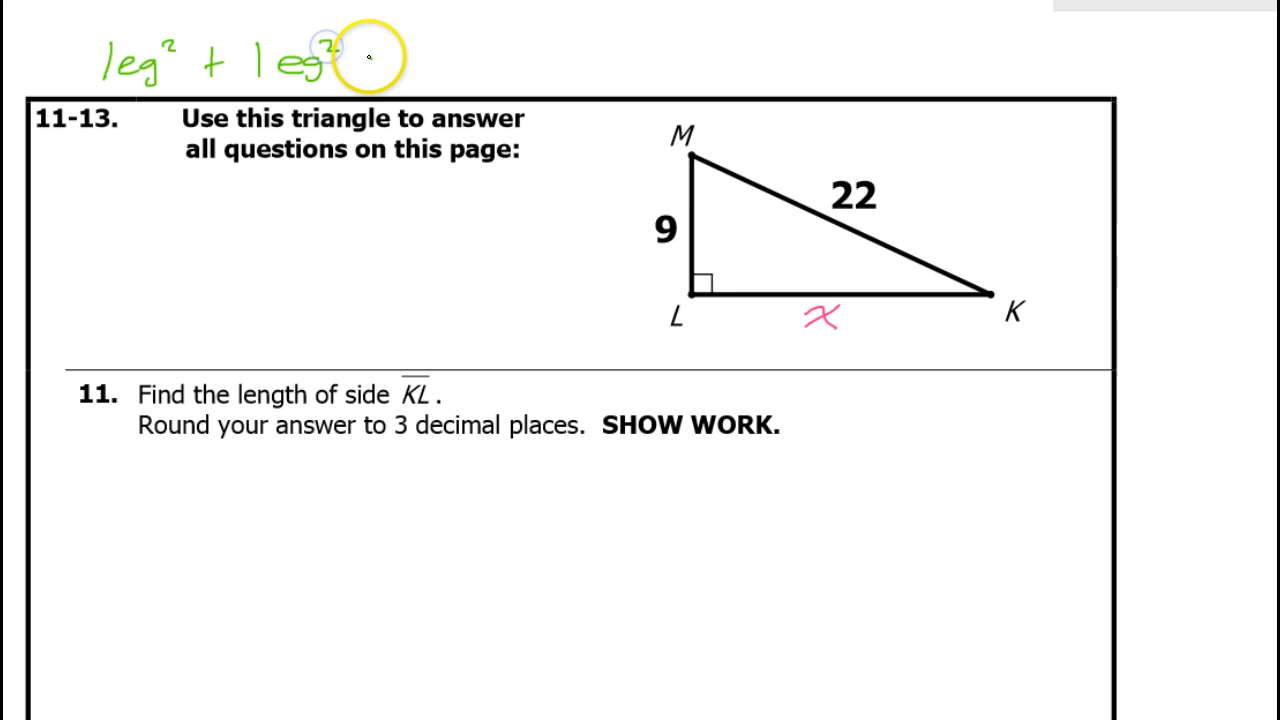 leg² + leg²
11-13. Use this triangle to answer
all questions on this page:
M
22
9
L
x
K
11. Find the length of side KL.
Round your answer to 3 decimal places. SHOW WORK.